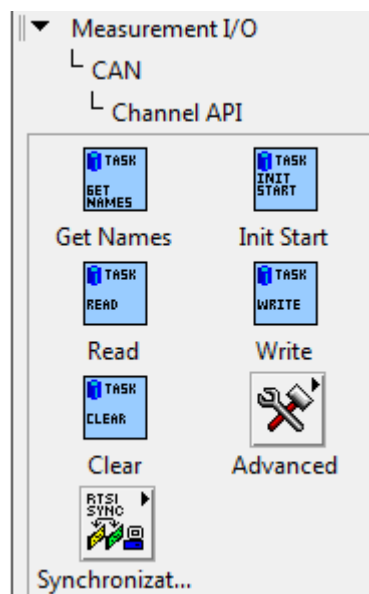 Measurement I/O
CAN
Channel API
TASK
GET
NAMES
TASK
INIT
START
Get Names
Init Start
TASK
READ
TASK
WRITE
Read
Write
TASK
CLEAR
Clear
Advanced
RTSI
SYNC
Synchronizat...